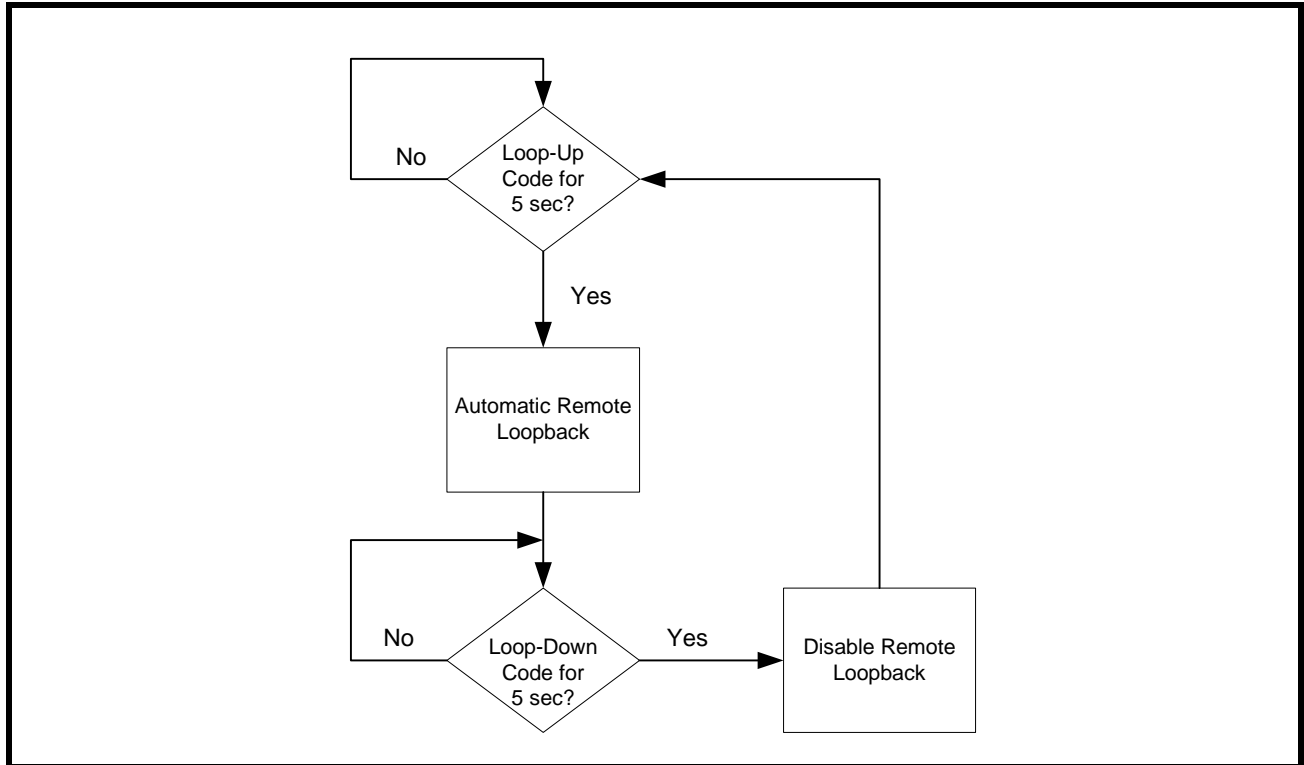 Loop-Up
Code for
5 sec?
No
Yes
Automatic Remote
Loopback
No
Loop-Down
Code for
5 sec?
Yes
Disable Remote
Loopback